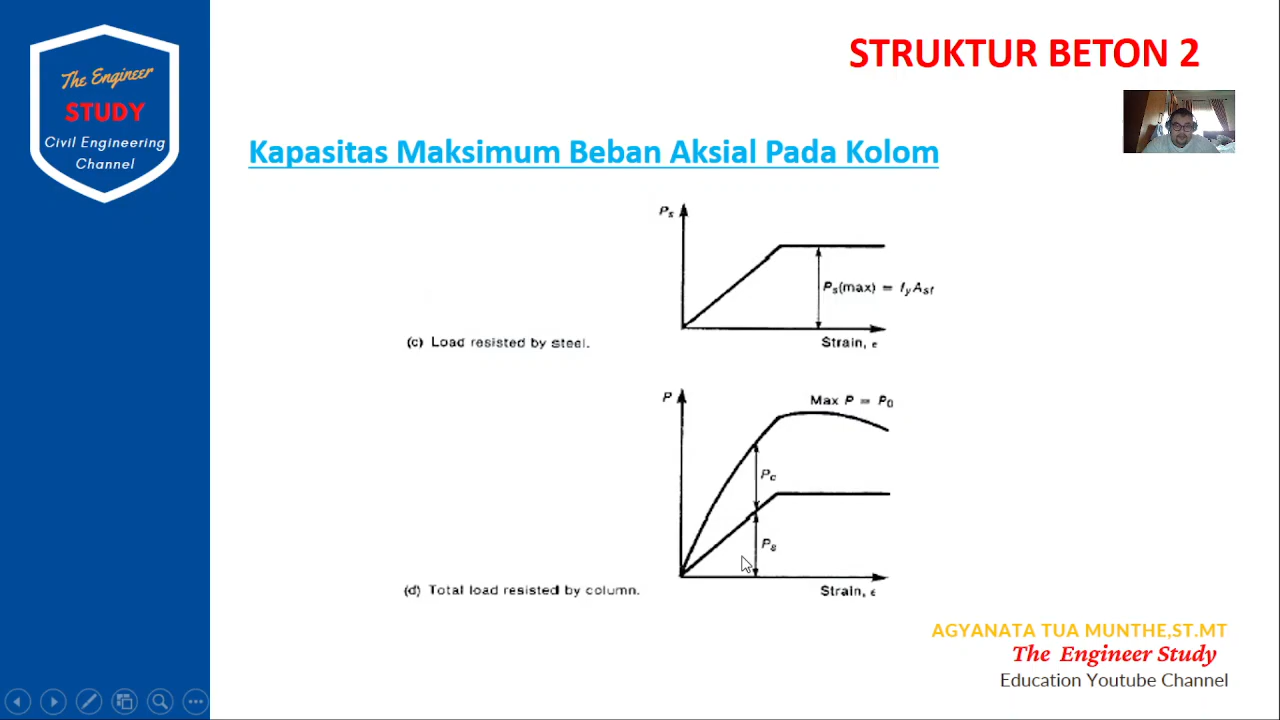 The Engineer
STUDY
Civil Engineering
Channel
STRUKTUR BETON 2
Kapasitas Maksimum Beban Aksial Pada Kolom
Ps
Ps(max) = fyAst
(c) Load resisted by steel.
Strain, ε
P
Max P = P0
Pc
Ps
(d) Total load resisted by column.
Strain, ε
AGYANATA TUA MUNTHE,ST.MT
The Engineer Study
Education Youtube Channel